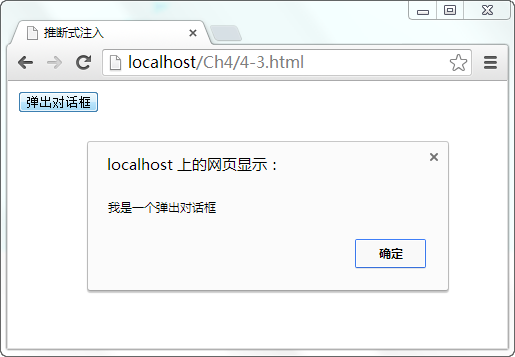 推断式注入
localhost/Ch4/4-3.html
弹出对话框
localhost 上的网页显示：
我是一个弹出对话框
确定